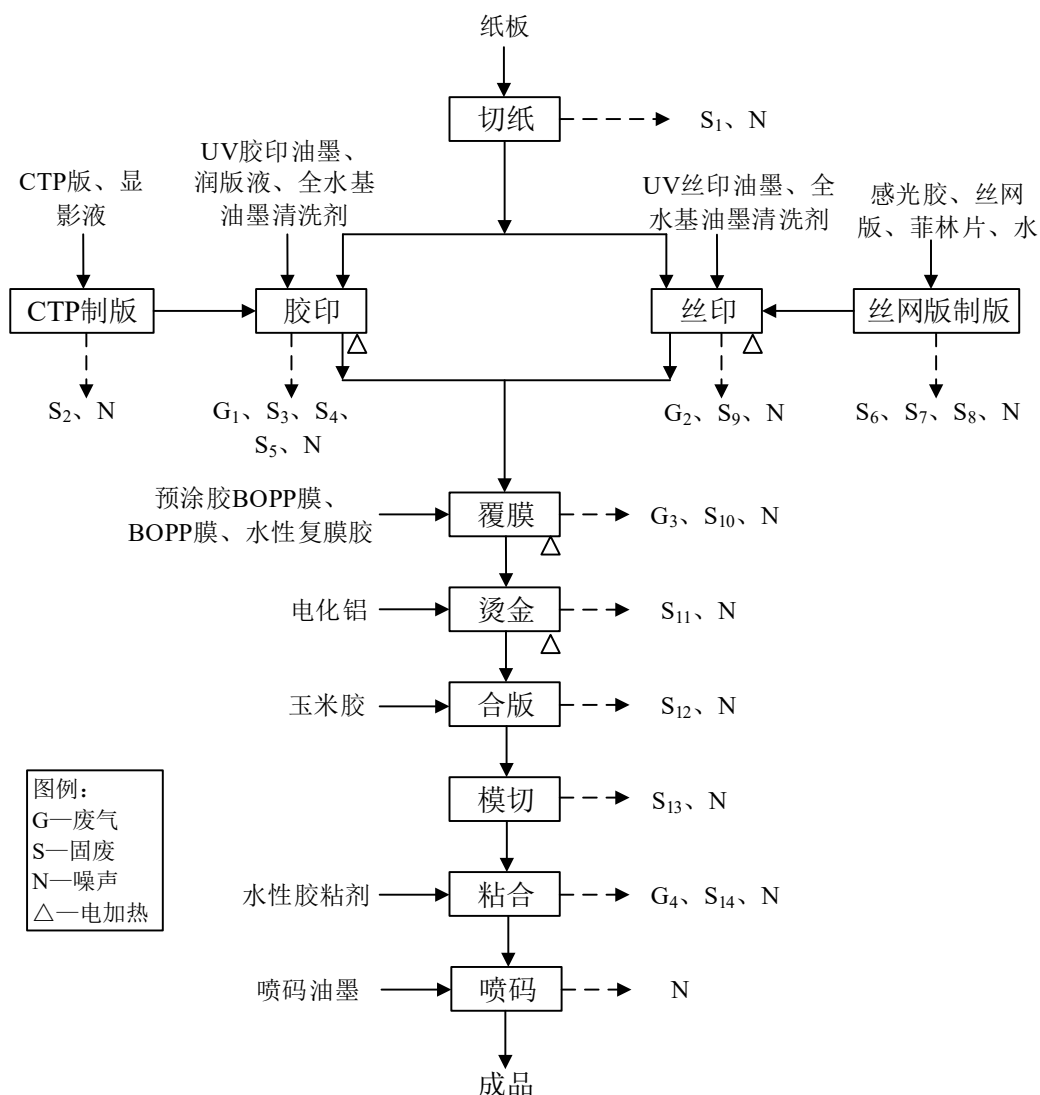 纸板
切纸
S₁、N
CTP版、显
影液
UV胶印油墨、
润版液、全水基
油墨清洗剂
UV丝印油墨、全
水基油墨清洗剂
感光胶、丝网
版、菲林片、水
CTP制版
胶印
丝印
丝网版制版
S₂、N
G₁、S₃、S₄、
S₅、N
G₂、S₉、N
S₆、S₇、S₈、N
预涂胶BOPP膜、
BOPP膜、水性复膜胶
覆膜
G₃、S₁₀、N
电化铝
烫金
S₁₁、N
玉米胶
合版
S₁₂、N
模切
S₁₃、N
水性胶粘剂
粘合
G₄、S₁₄、N
喷码油墨
喷码
N
成品
图例：
G—废气
S—固废
N—噪声
△—电加热